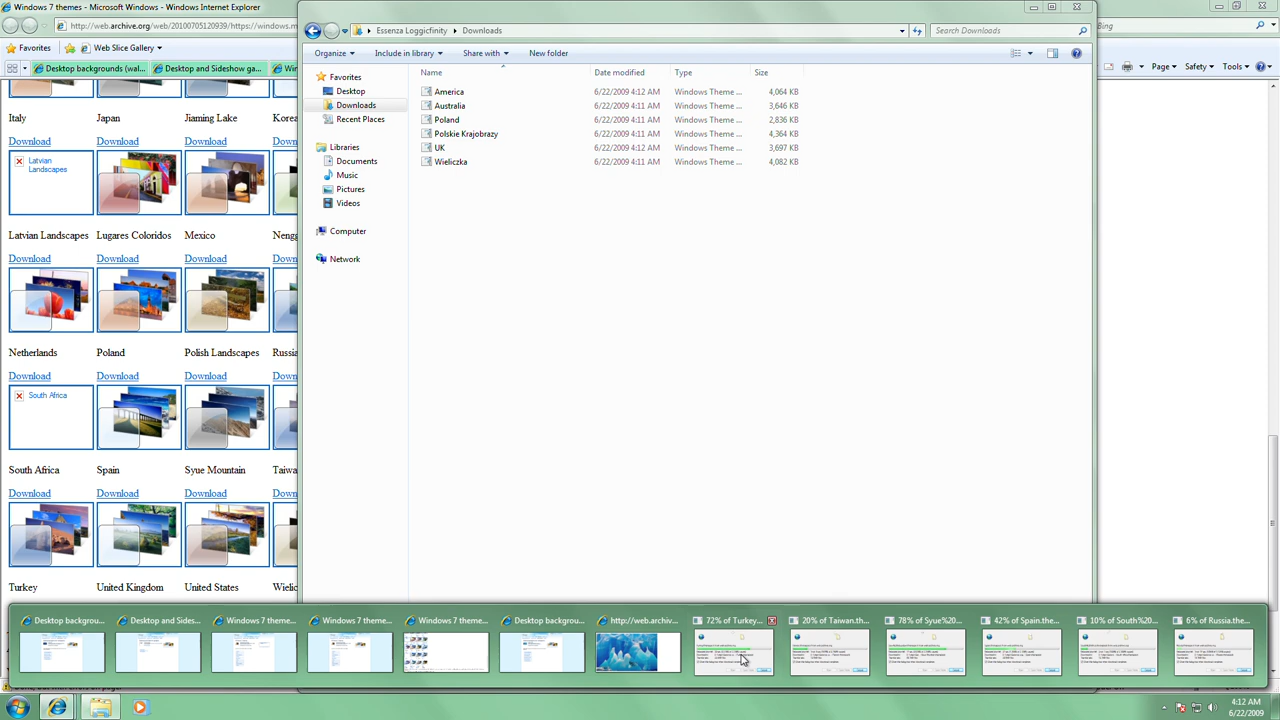 Windows 7 themes - Microsoft Windows - Windows Internet Explorer
http://web.archive.org/web/20100705120939/https://windows.m
Essenza Loggicfinity
Downloads
Search Downloads
Bing
Favorites
Web Slice Gallery
Organize
Include in library
Share with
New folder
Desktop backgrounds (wal...
Desktop and Sideshow ga...
Page
Safety
Tools
Favorites
Desktop
Downloads
Recent Places
Libraries
Documents
Music
Pictures
Videos
Computer
Network
Name
Date modified
Type
Size
America 6/22/2009 4:12 AM Windows Theme ... 4,064 KB
Australia 6/22/2009 4:11 AM Windows Theme ... 3,646 KB
Poland 6/22/2009 4:11 AM Windows Theme ... 2,836 KB
Polskie Krajobrazy 6/22/2009 4:11 AM Windows Theme ... 4,364 KB
UK 6/22/2009 4:12 AM Windows Theme ... 3,697 KB
Wieliczka 6/22/2009 4:11 AM Windows Theme ... 4,082 KB
Italy Japan Jiaming Lake Korea
Download Download Download Down
Latvian
Landscapes
Latvian Landscapes Lugares Coloridos Mexico Nengg
Download Download Download Down
Netherlands Poland Polish Landscapes Russia
Download Download Download Down
South Africa
South Africa Spain Syue Mountain Taiwa
Download Download Download Down
Turkey United Kingdom United States Wielic
Desktop backgrou...
Desktop and Sides...
Windows 7 theme...
Windows 7 theme...
Windows 7 theme...
Desktop backgrou...
http://web.archiv...
72% of Turkey...
20% of Taiwan.the...
78% of Syue%20...
42% of Spain.the...
10% of South%20...
6% of Russia.the...
4:12 AM
6/22/2009